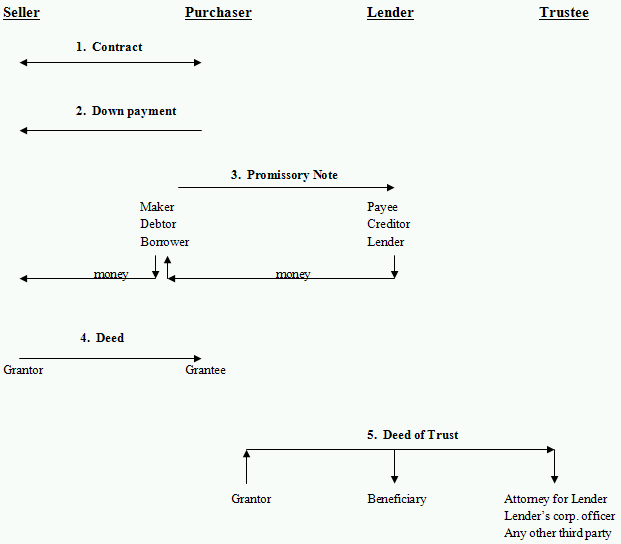 Seller Purchaser Lender Trustee
1. Contract
2. Down payment
3. Promissory Note
Maker Payee
Debtor Creditor
Borrower Lender
money money
4. Deed
Grantor Grantee
5. Deed of Trust
Grantor Beneficiary Attorney for Lender
Lender's corp. officer
Any other third party